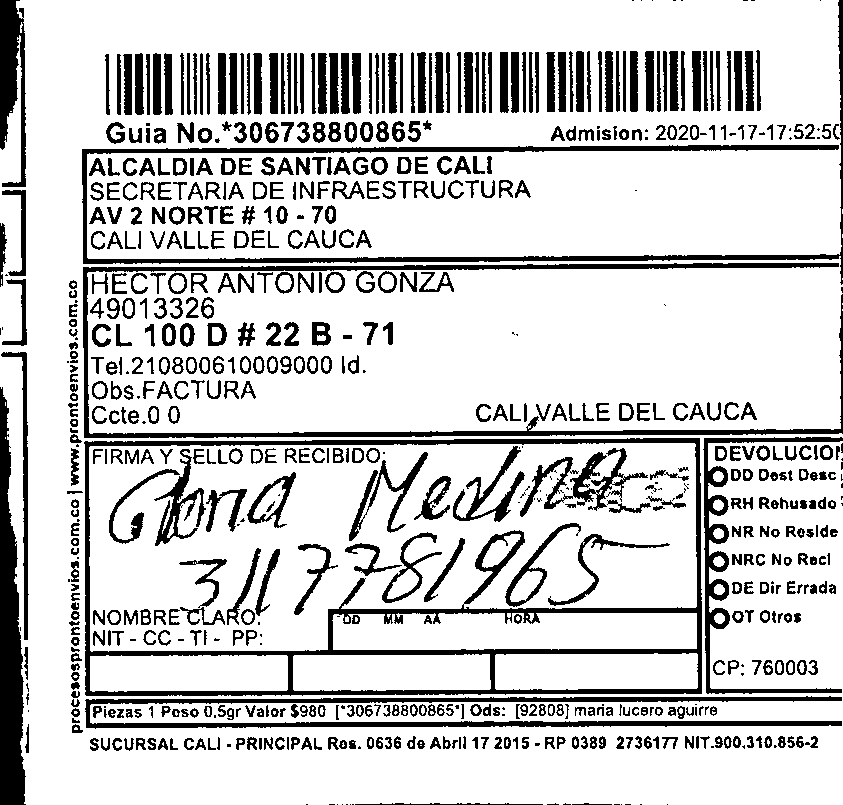 Guia No.*306738800865*
Admision: 2020-11-17-17:52:50
ALCALDIA DE SANTIAGO DE CALI
SECRETARIA DE INFRAESTRUCTURA
AV 2 NORTE # 10 - 70
CALI VALLE DEL CAUCA
HECTOR ANTONIO GONZA
49013326
CL 100 D # 22 B - 71
Tel.210800610009000 Id.
Obs.FACTURA
Ccte.0 0
CALI,VALLE DEL CAUCA
procesosprontoenvios.com.co | www.prontoenvios.com.co
FIRMA Y SELLO DE RECIBIDO:
Gloria Medina
3117781965
NOMBRE CLARO:
NIT - CC - TI - PP:
DD MM AA HORA
DEVOLUCION
DD Dest Desc
RH Rehusado
NR No Reside
NRC No Recl
DE Dir Errada
OT Otros
CP: 760003
Piezas 1 Peso 0,5gr Valor $980 [*306738800865*] Ods: [92808] maria lucero aguirre
SUCURSAL CALI - PRINCIPAL Res. 0636 de Abril 17 2015 - RP 0389 2736177 NIT.900.310.856-2